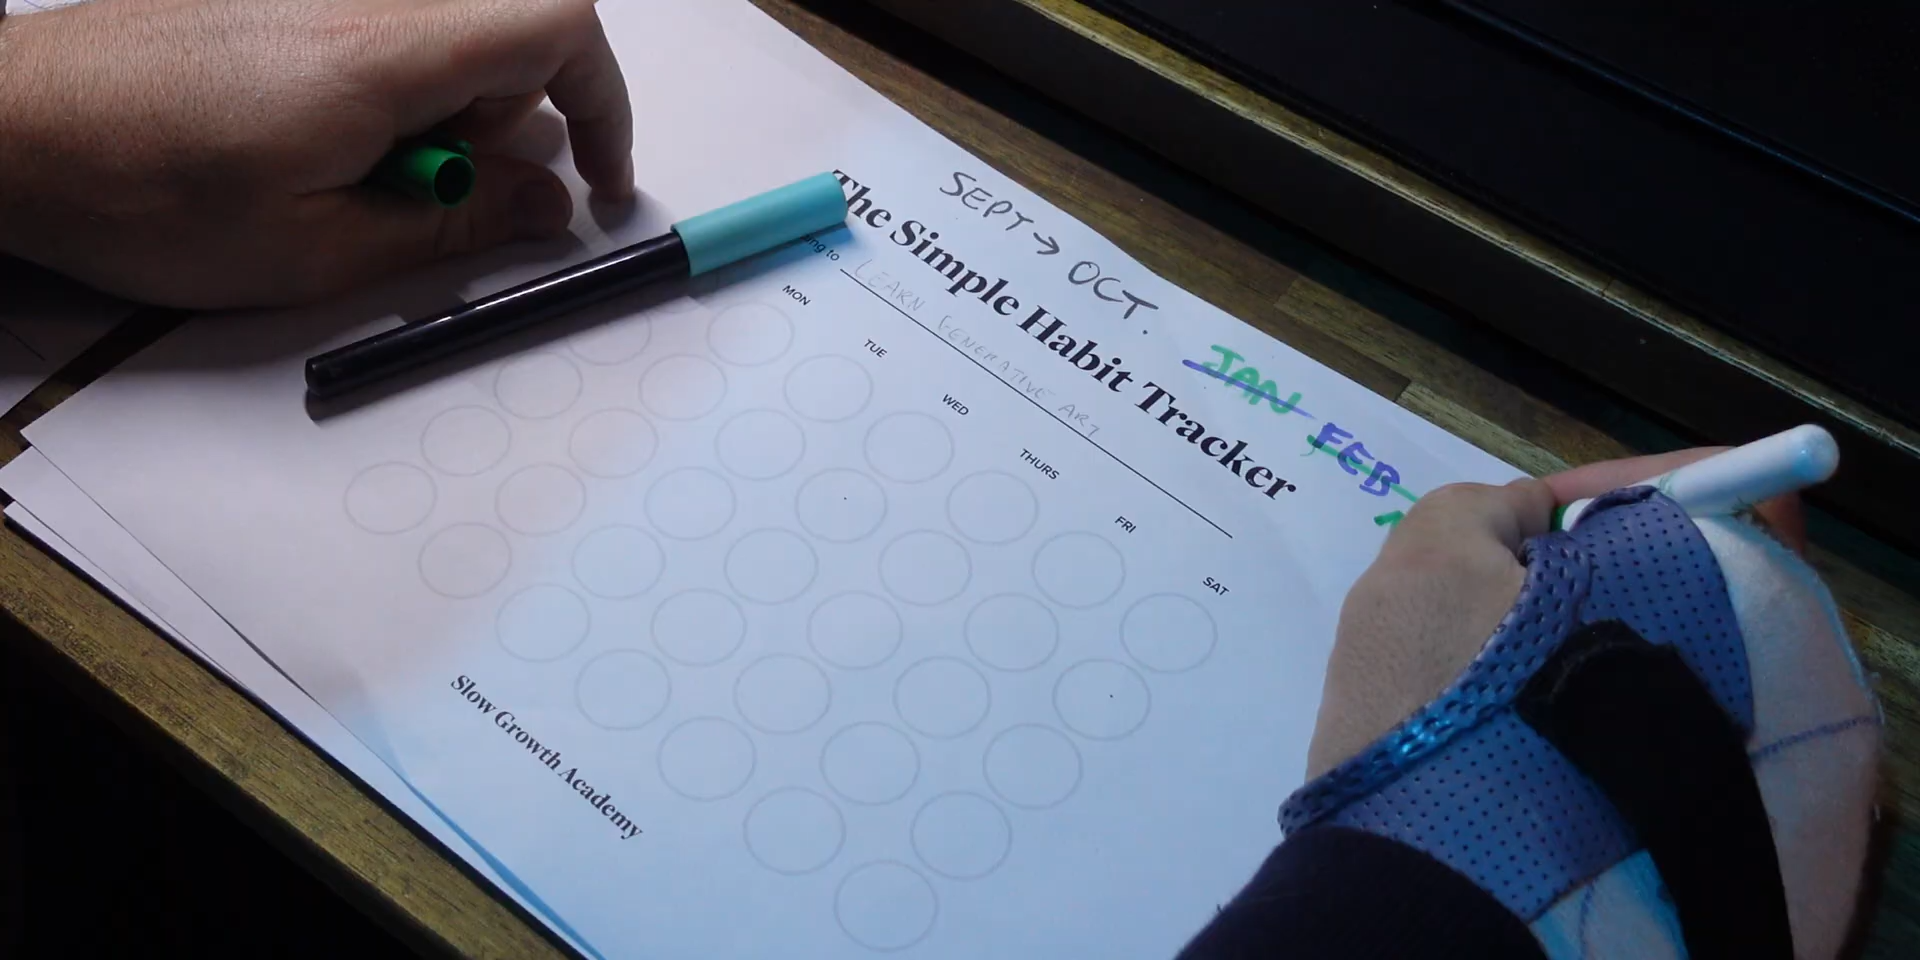 SEPT → OCT.
JAN FEB
The Simple Habit Tracker
to LEARN GENERATIVE ART
MON TUE WED THURS FRI SAT
Slow Growth Academy